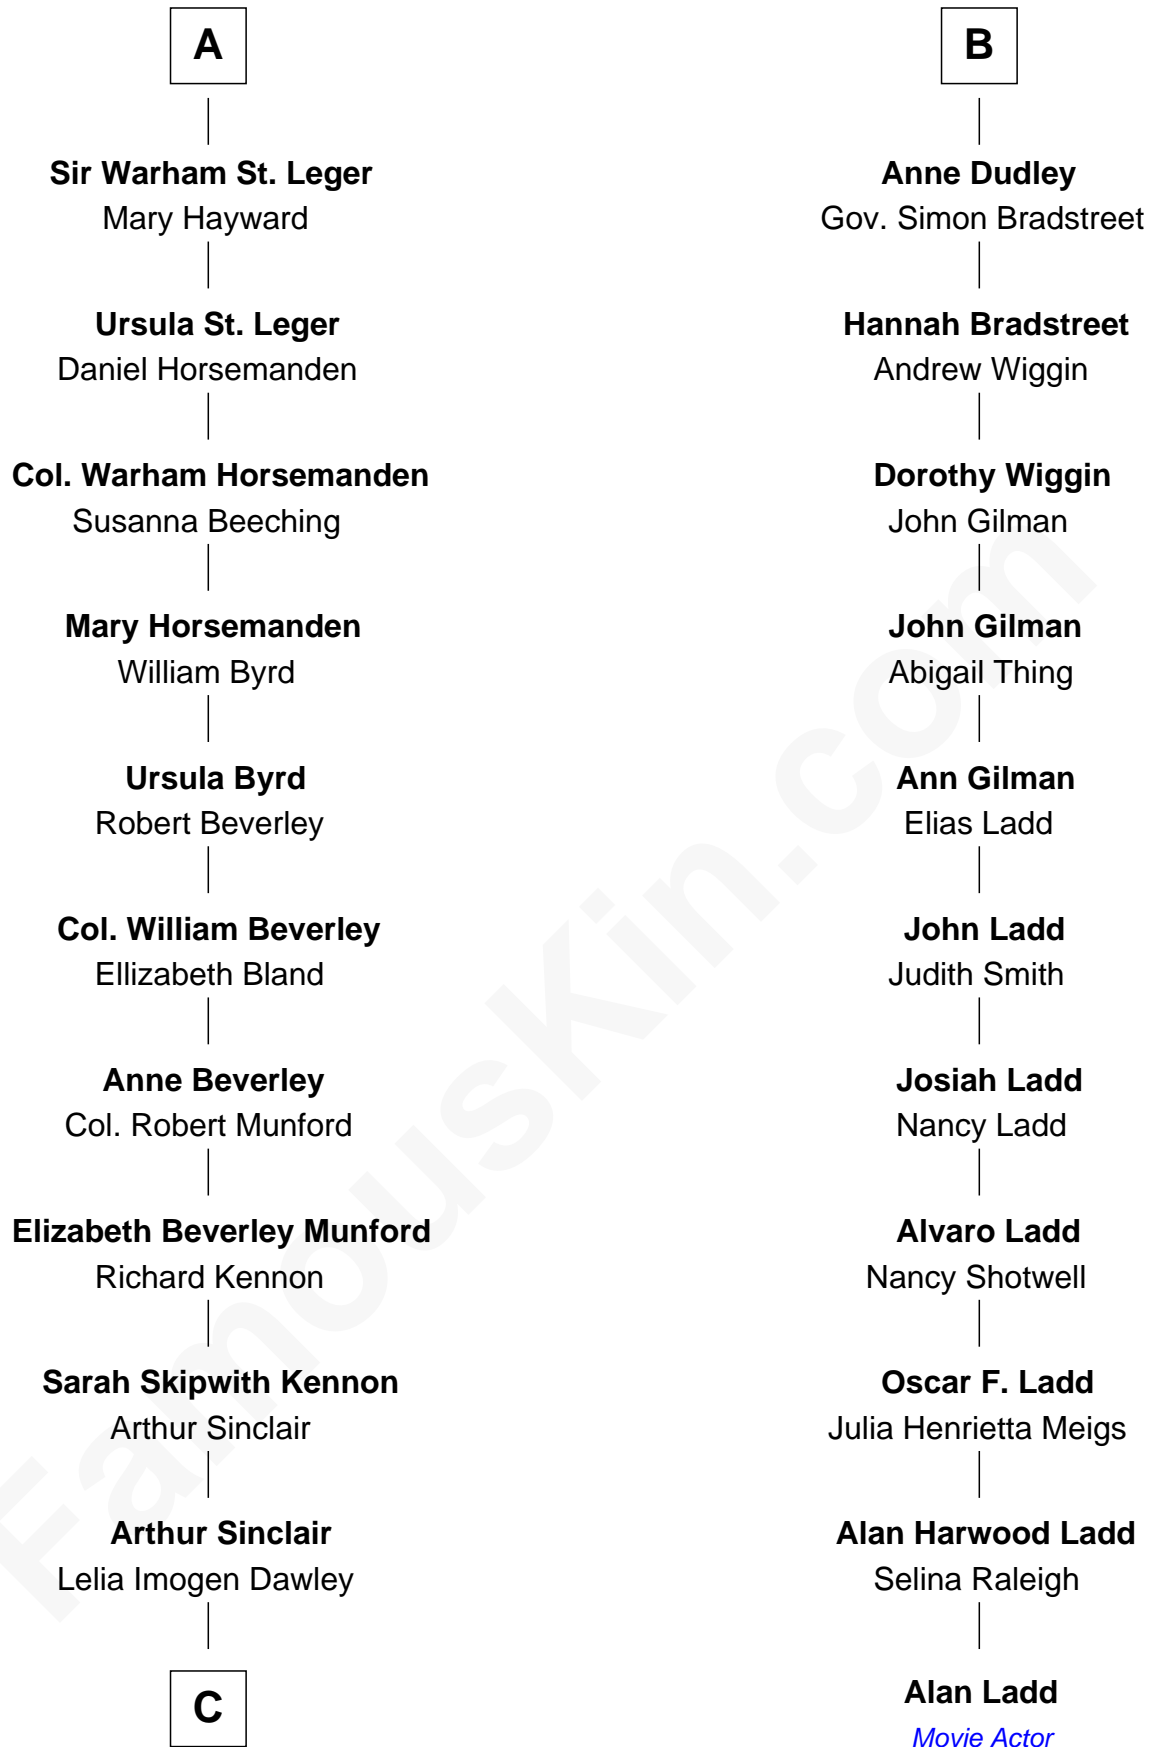 A
Sir Warham St. Leger
Mary Hayward
Ursula St. Leger
Daniel Horsemanden
Col. Warham Horsemanden
Susanna Beeching
Mary Horsemanden
William Byrd
Ursula Byrd
Robert Beverley
Col. William Beverley
Ellizabeth Bland
Anne Beverley
Col. Robert Munford
Elizabeth Beverley Munford
Richard Kennon
Sarah Skipwith Kennon
Arthur Sinclair
Arthur Sinclair
Lelia Imogen Dawley
C
B
Anne Dudley
Gov. Simon Bradstreet
Hannah Bradstreet
Andrew Wiggin
Dorothy Wiggin
John Gilman
John Gilman
Abigail Thing
Ann Gilman
Elias Ladd
John Ladd
Judith Smith
Josiah Ladd
Nancy Ladd
Alvaro Ladd
Nancy Shotwell
Oscar F. Ladd
Julia Henrietta Meigs
Alan Harwood Ladd
Selina Raleigh
Alan Ladd
Movie Actor
FamousKin.com